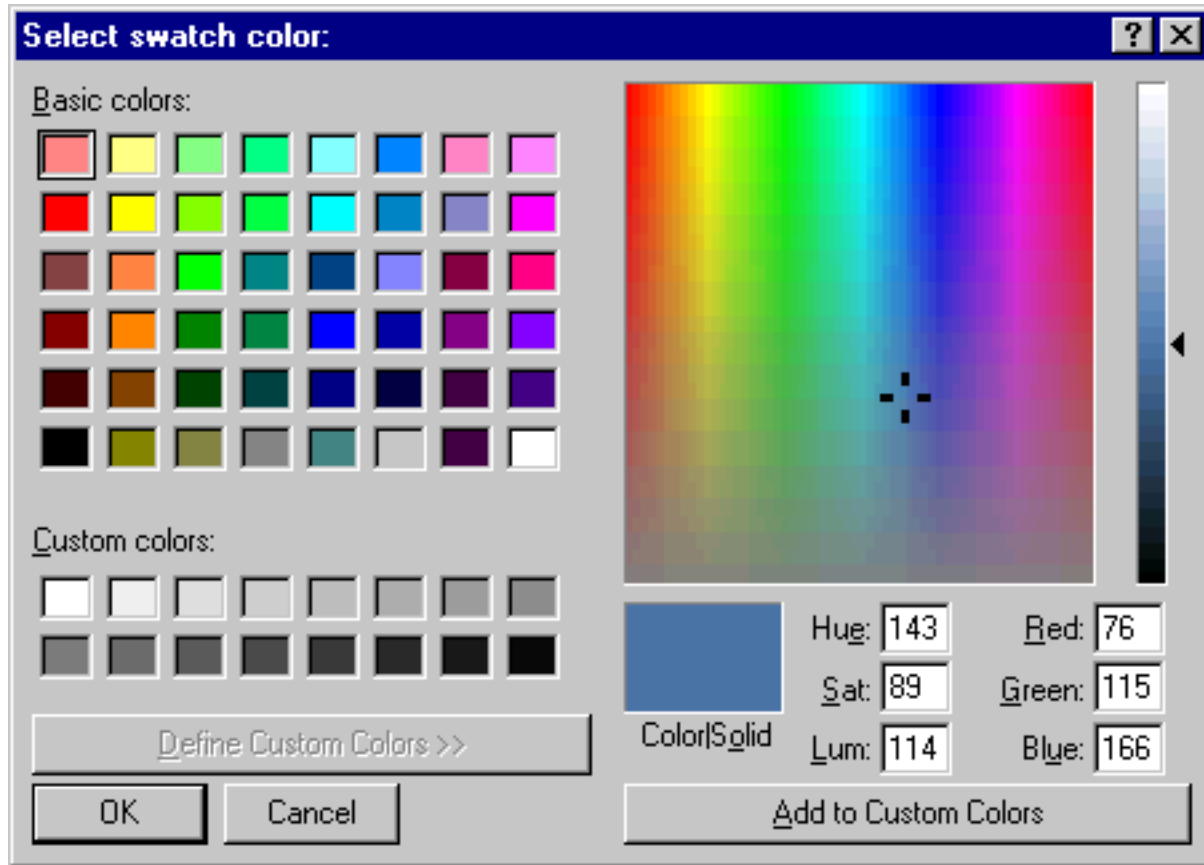 Select swatch color:
Basic colors:
Custom colors:
Define Custom Colors >>
OK
Cancel
Color|Solid
Hue: 143
Sat: 89
Lum: 114
Red: 76
Green: 115
Blue: 166
Add to Custom Colors